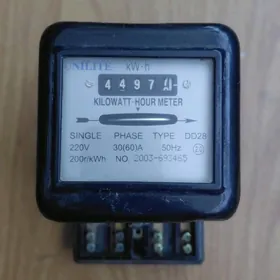 kW·h
4497
KILOWATT-HOUR METER
SINGLE PHASE TYPE DD28
220V 30(60)A 50Hz
200r/kWh NO. 2003-693465